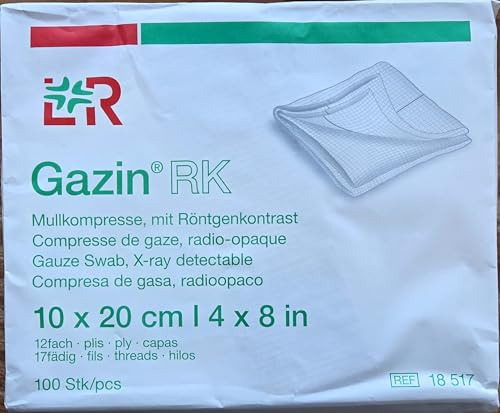 L&R
Gazin® RK
Mullkompresse, mit Röntgenkontrast
Compresse de gaze, radio-opaque
Gauze Swab, X-ray detectable
Compresa de gasa, radioopaco
10 x 20 cm | 4 x 8 in
12fach · plis · ply · capas
17fädig · fils · threads · hilos
100 Stk/pcs
REF 18 517